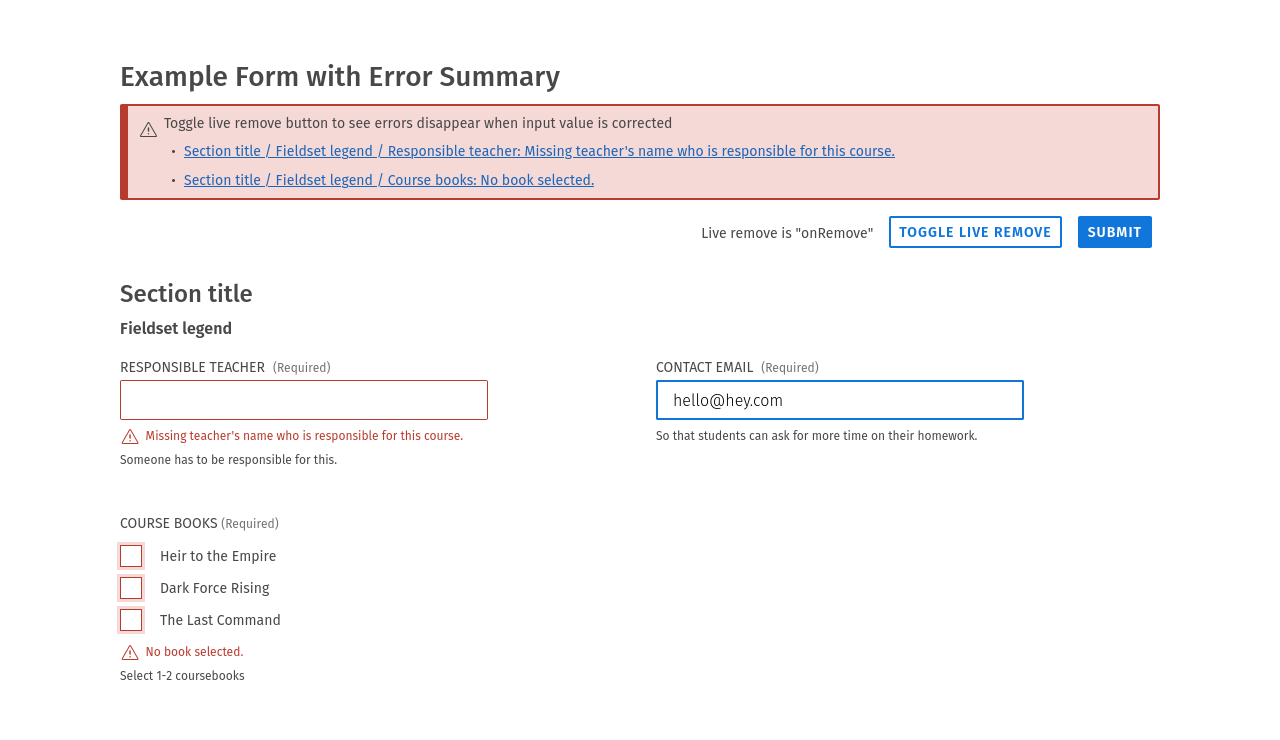 Example Form with Error Summary
Toggle live remove button to see errors disappear when input value is corrected
• Section title / Fieldset legend / Responsible teacher: Missing teacher's name who is responsible for this course.
• Section title / Fieldset legend / Course books: No book selected.
Live remove is "onRemove" TOGGLE LIVE REMOVE SUBMIT
Section title
Fieldset legend
RESPONSIBLE TEACHER (Required)
Missing teacher's name who is responsible for this course.
Someone has to be responsible for this.
CONTACT EMAIL (Required)
hello@hey.com
So that students can ask for more time on their homework.
COURSE BOOKS (Required)
Heir to the Empire
Dark Force Rising
The Last Command
No book selected.
Select 1-2 coursebooks